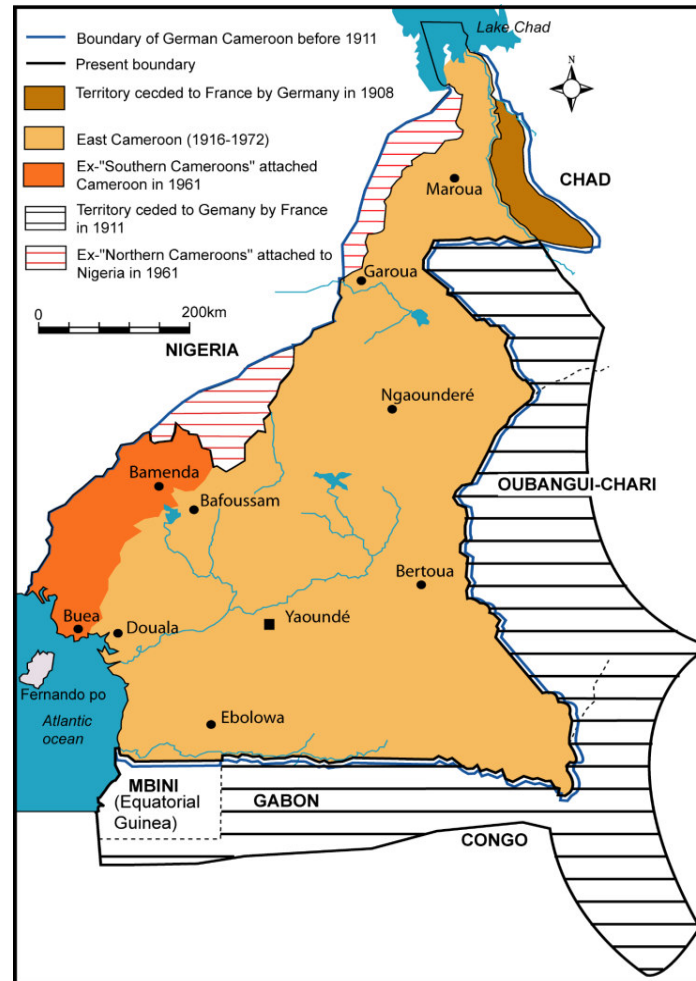 Lake Chad
Boundary of German Cameroon before 1911
Present boundary
N
Territory cecded to France by Germany in 1908
East Cameroon (1916-1972)
Ex-"Southern Cameroons" attached
Cameroon in 1961
Territory ceded to Gemany by France
in 1911
Ex-"Northern Cameroons" attached to
Nigeria in 1961
0 200km
CHAD
Maroua
Garoua
NIGERIA
Ngaounderé
Bamenda
OUBANGUI-CHARI
Bafoussam
Bertoua
Buea
Douala
Yaoundé
Fernando po
Atlantic
ocean
Ebolowa
MBINI
(Equatorial
Guinea)
GABON
CONGO